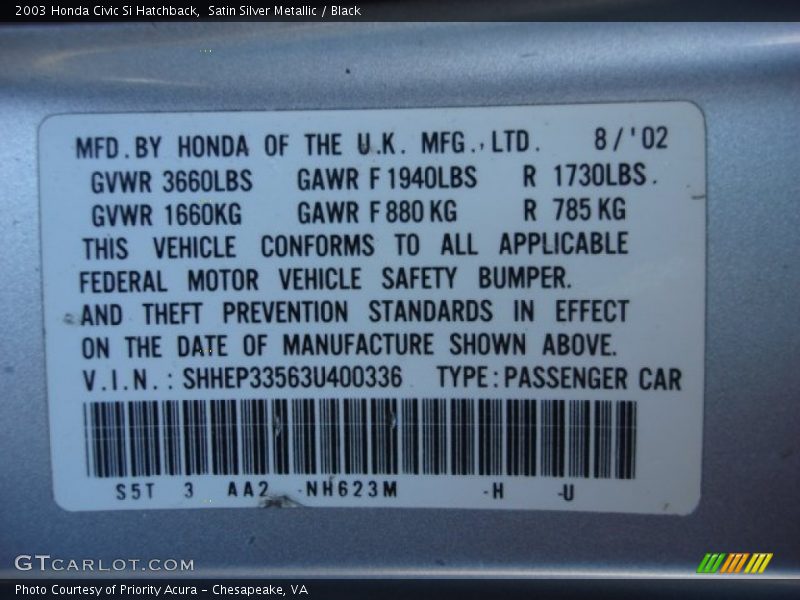 2003 Honda Civic Si Hatchback,  Satin Silver Metallic / Black
MFD.BY HONDA OF THE U.K. MFG.,LTD. 8/'02
GVWR 3660LBS GAWR F 1940LBS R 1730LBS.
GVWR 1660KG GAWR F 880 KG R 785 KG
THIS VEHICLE CONFORMS TO ALL APPLICABLE
FEDERAL MOTOR VEHICLE SAFETY BUMPER.
AND THEFT PREVENTION STANDARDS IN EFFECT
ON THE DATE OF MANUFACTURE SHOWN ABOVE.
V.I.N.: SHHEP33563U400336 TYPE:PASSENGER CAR
S5T 3 AA2 -NH623M -H -U
GTCARLOT.COM
Photo Courtesy of Priority Acura - Chesapeake, VA